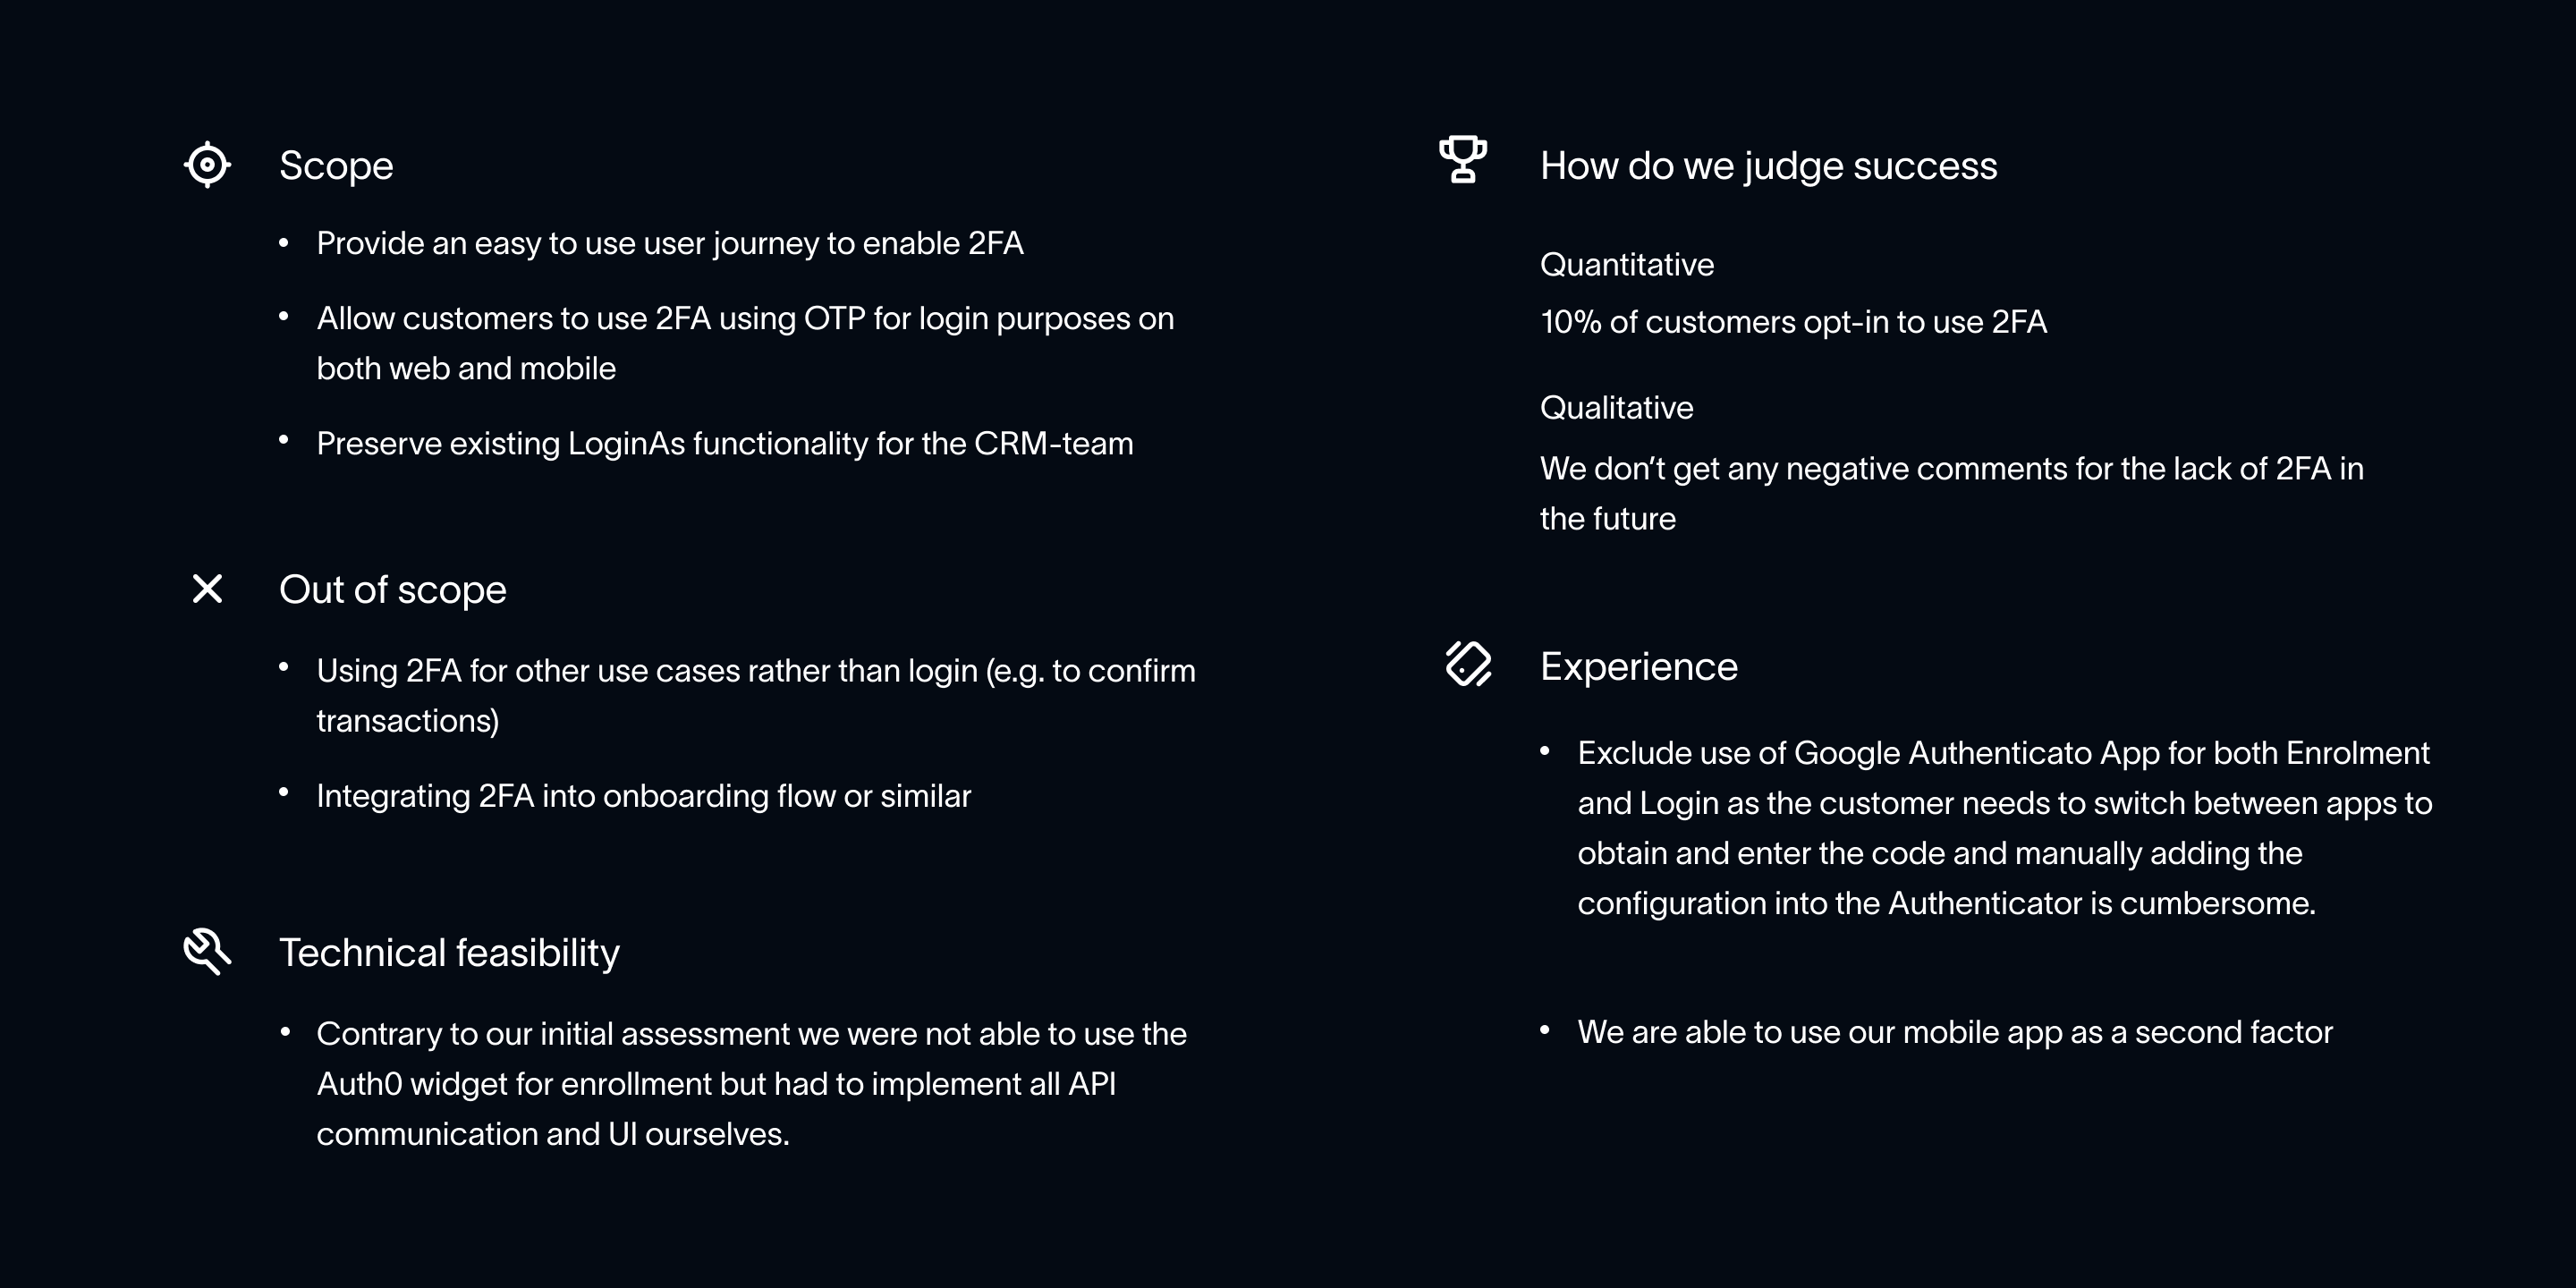 Scope
• Provide an easy to use user journey to enable 2FA
• Allow customers to use 2FA using OTP for login purposes on
both web and mobile
• Preserve existing LoginAs functionality for the CRM-team
Out of scope
• Using 2FA for other use cases rather than login (e.g. to confirm
transactions)
• Integrating 2FA into onboarding flow or similar
Technical feasibility
• Contrary to our initial assessment we were not able to use the
Auth0 widget for enrollment but had to implement all API
communication and UI ourselves.
How do we judge success
Quantitative
10% of customers opt-in to use 2FA
Qualitative
We don’t get any negative comments for the lack of 2FA in
the future
Experience
• Exclude use of Google Authenticato App for both Enrolment
and Login as the customer needs to switch between apps to
obtain and enter the code and manually adding the
configuration into the Authenticator is cumbersome.
• We are able to use our mobile app as a second factor